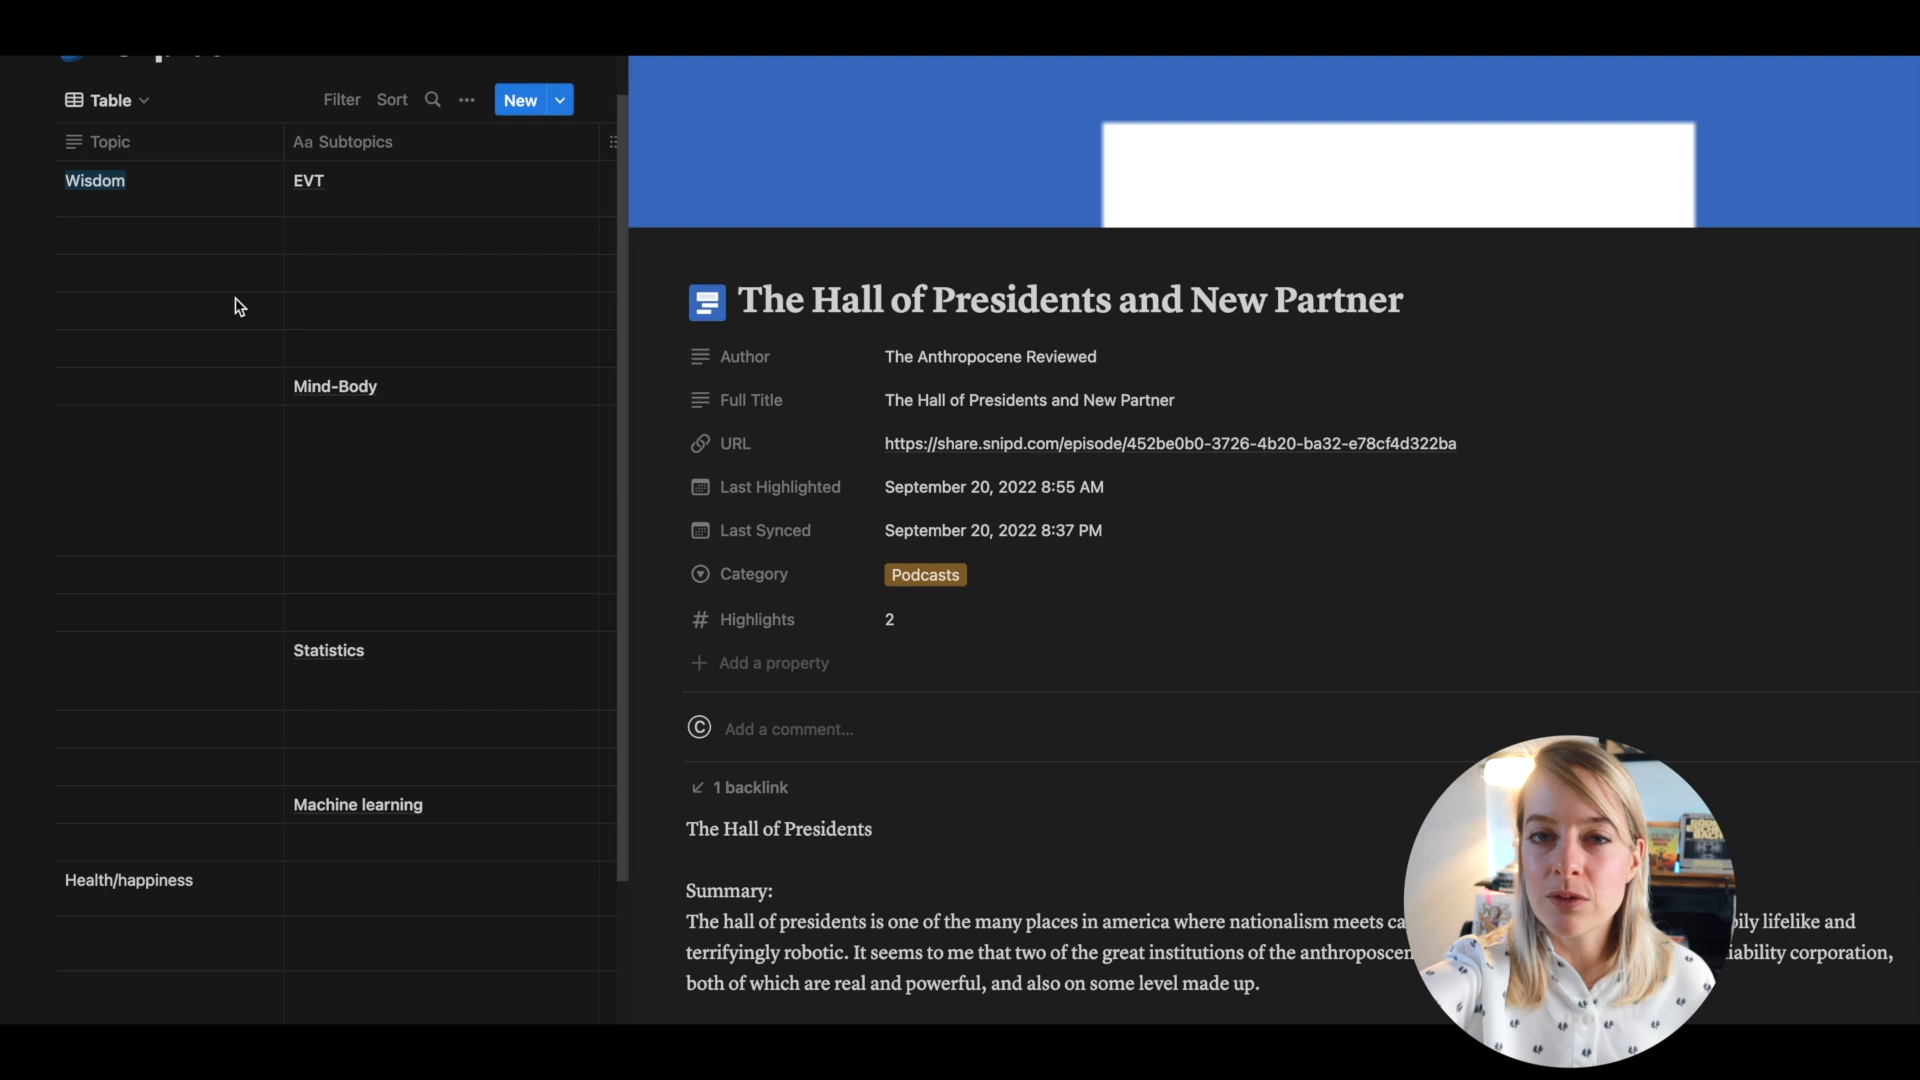 Table
Filter Sort ••• New
Topic
Aa Subtopics
Wisdom
EVT
Mind-Body
Statistics
Machine learning
Health/happiness
The Hall of Presidents and New Partner
Author The Anthropocene Reviewed
Full Title The Hall of Presidents and New Partner
URL https://share.snipd.com/episode/452be0b0-3726-4b20-ba32-e78cf4d322ba
Last Highlighted September 20, 2022 8:55 AM
Last Synced September 20, 2022 8:37 PM
Category Podcasts
# Highlights 2
+ Add a property
C Add a comment...
1 backlink
The Hall of Presidents
Summary:
The hall of presidents is one of the many places in america where nationalism meets lifelike and
terrifyingly robotic. It seems to me that two of the great institutions of the corporation,
both of which are real and powerful, and also on some level made up.